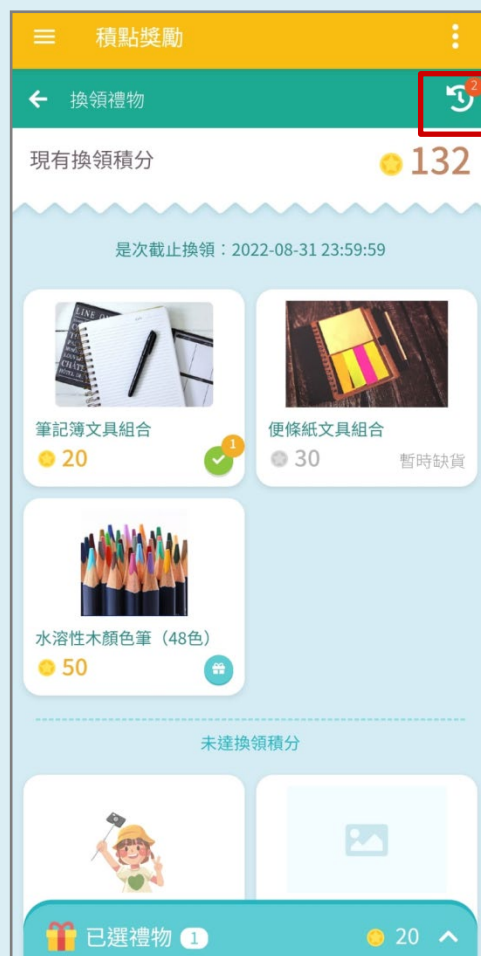 積點獎勵
換領禮物
2
現有換領積分
132
是次截止換領：2022-08-31 23:59:59
筆記簿文具組合
20
1
便條紙文具組合
30
暫時缺貨
水溶性木顏色筆（48色）
50
未達換領積分
已選禮物 1
20